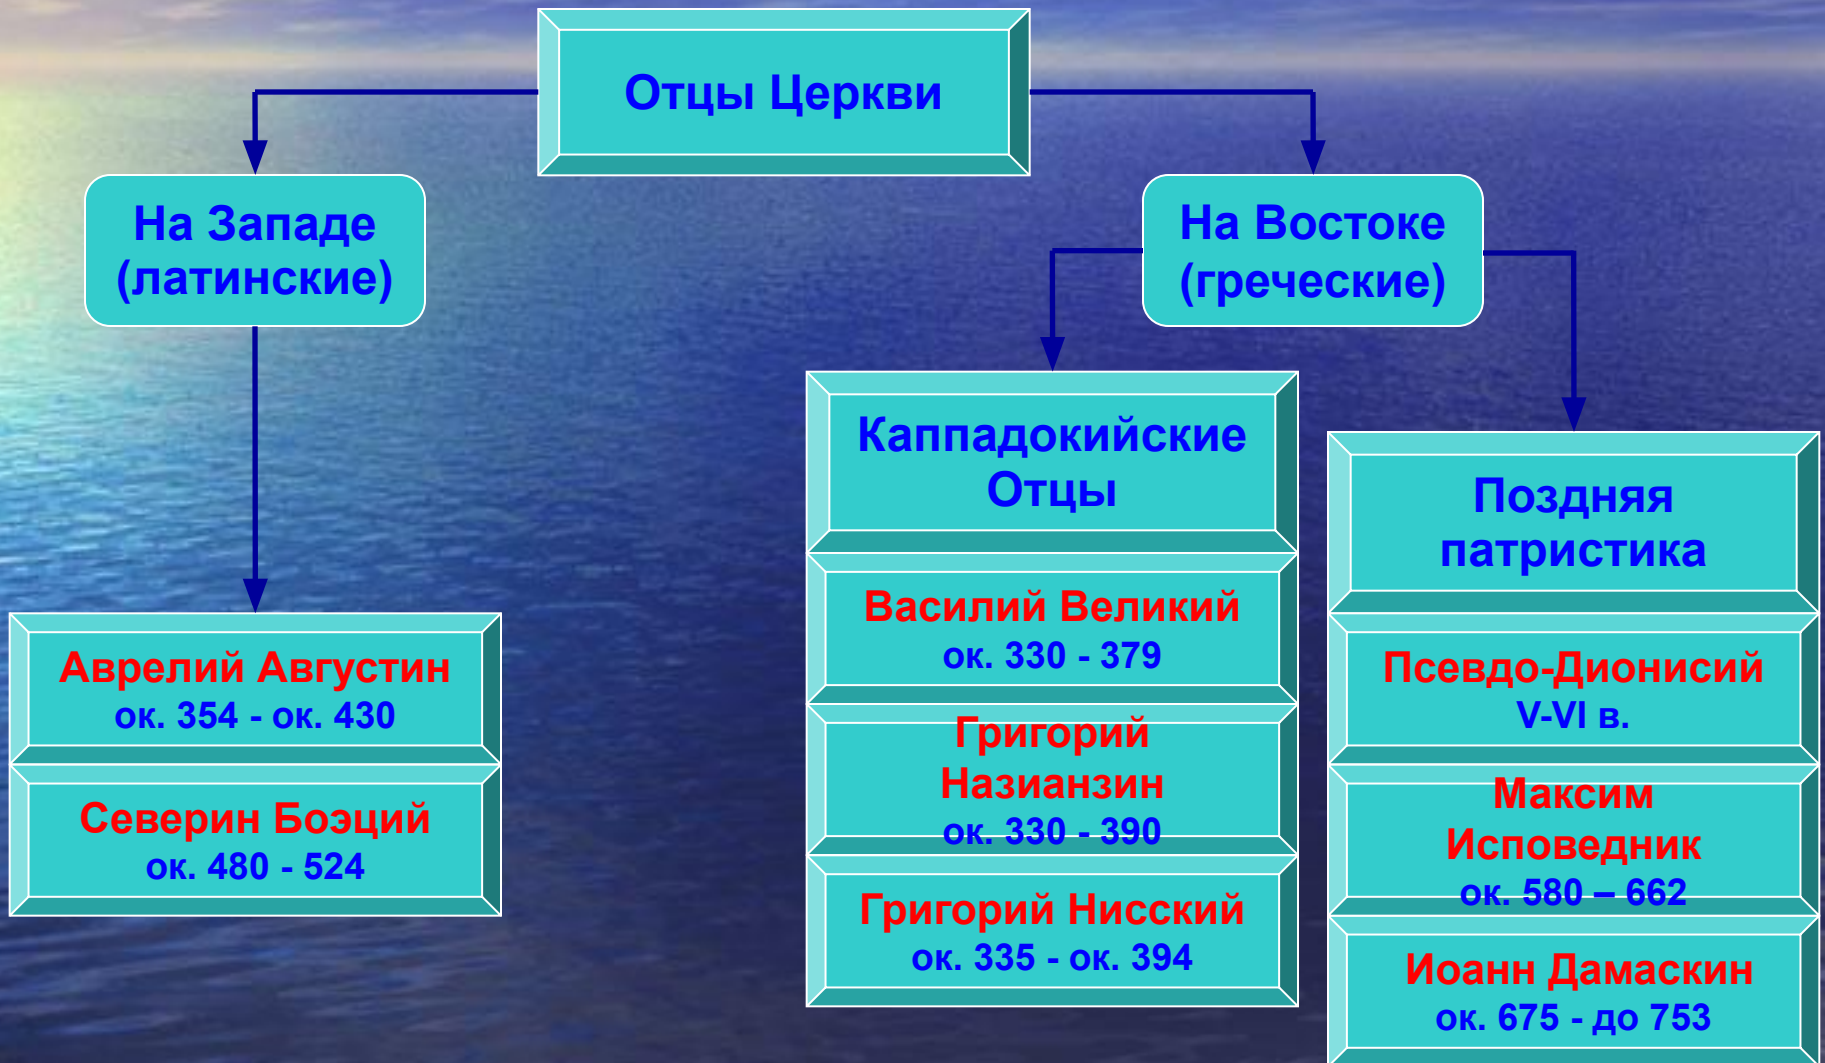 Отцы Церкви
На Западе
(латинские)
На Востоке
(греческие)
Аврелий Августин
ок. 354 - ок. 430
Северин Боэций
ок. 480 - 524
Каппадокийские
Отцы
Василий Великий
ок. 330 - 379
Григорий
Назианзин
ок. 330 - 390
Григорий Нисский
ок. 335 - ок. 394
Поздняя
патристика
Псевдо-Дионисий
V-VI в.
Максим
Исповедник
ок. 580 – 662
Иоанн Дамаскин
ок. 675 - до 753